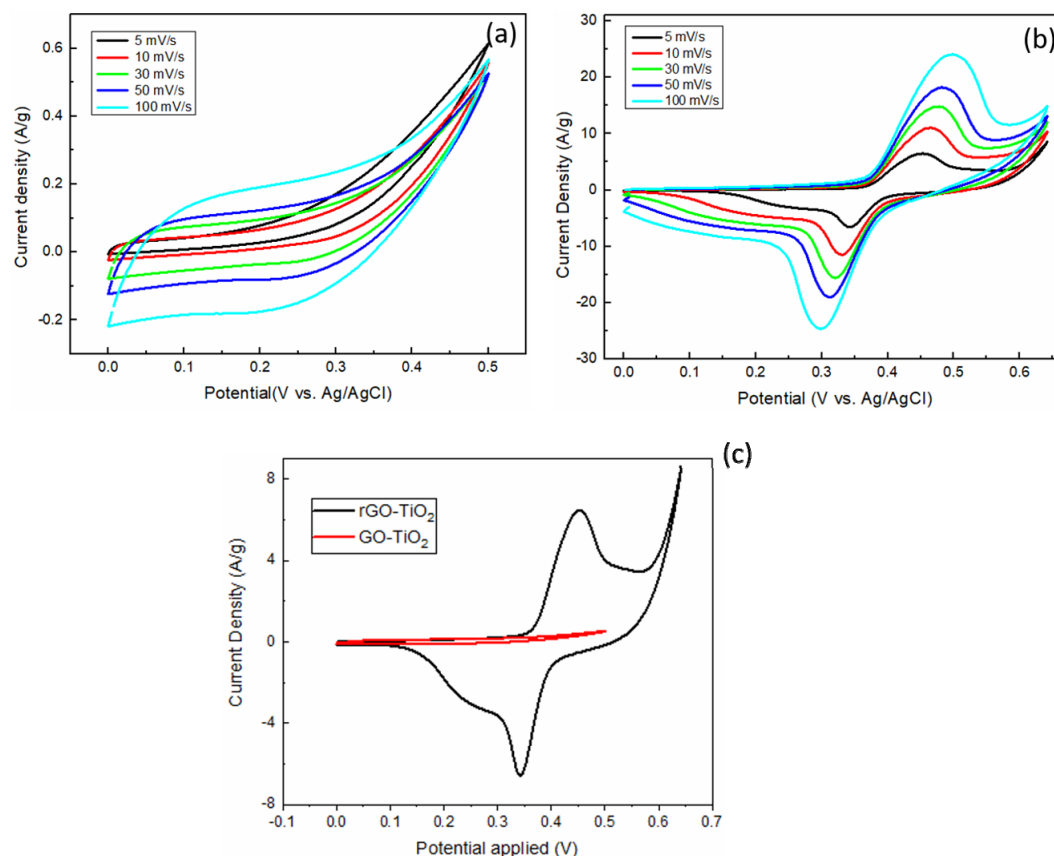 (a)
5 mV/s
10 mV/s
30 mV/s
50 mV/s
100 mV/s
0.6
0.4
0.2
0.0
-0.2
Current density (A/g)
0.0 0.1 0.2 0.3 0.4 0.5
Potential(V vs. Ag/AgCl)
(b)
5 mV/s
10 mV/s
30 mV/s
50 mV/s
100 mV/s
30
20
10
0
-10
-20
-30
Current Density (A/g)
0.0 0.1 0.2 0.3 0.4 0.5 0.6
Potential (V vs. Ag/AgCl)
(c)
rGO-TiO₂
GO-TiO₂
8
4
0
-4
-8
Current Density (A/g)
-0.1 0.0 0.1 0.2 0.3 0.4 0.5 0.6 0.7
Potential applied (V)